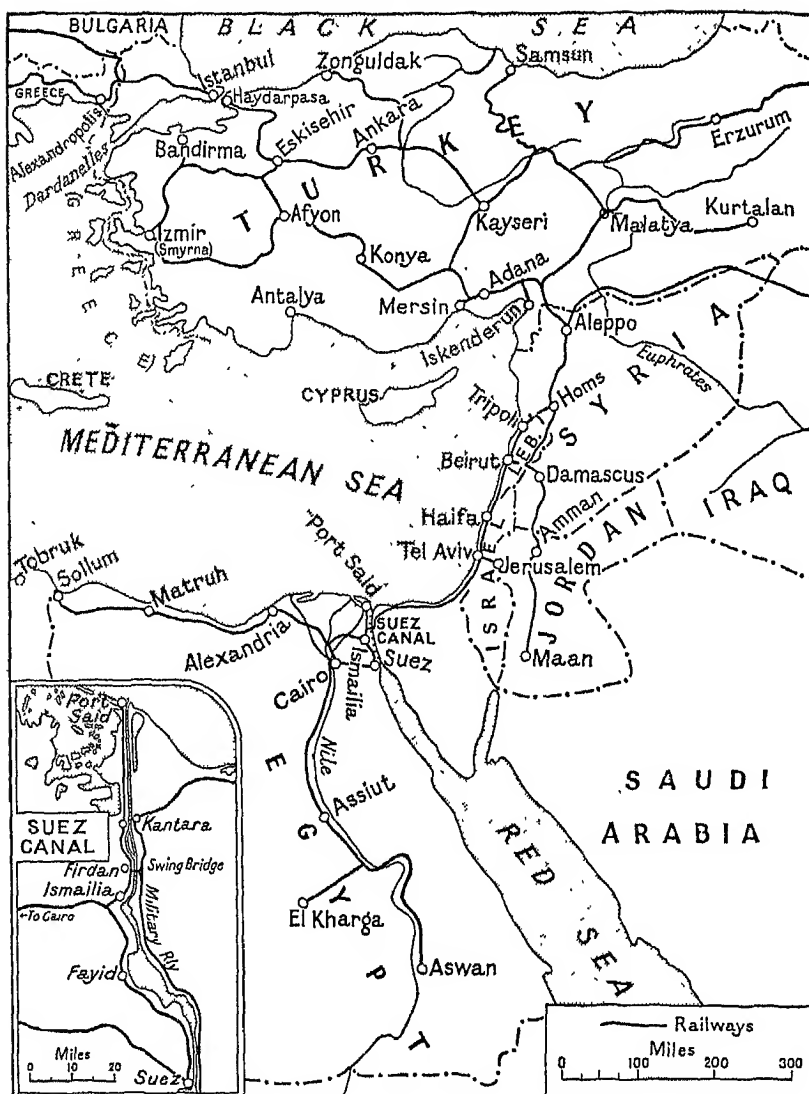 BULGARIA
BLACK SEA
GREECE
Istanbul
Haydarpasa
Zonguldak
Samsun
Alexandropolis
Dardanelles
Bandirma
Eskisehir
Ankara
Erzurum
TURKEY
GREECE)
Izmir
(Smyrna)
Afyon
Kayseri
Malatya
Kurtalan
Konya
Adana
Antalya
Mersin
Iskenderun
Aleppo
CRETE
CYPRUS
Euphrates
SYRIA
Tripoli
Homs
LEB
MEDITERRANEAN SEA
Beirut
Damascus
IRAQ
Haifa
Amman
Tel Aviv
Jerusalem
JORDAN
ISRAEL
Tobruk
Sollum
Matruh
Port Said
Alexandria
SUEZ
CANAL
Ismailia
Suez
Maan
Cairo
Nile
EGYPT
Assiut
SAUDI
ARABIA
RED SEA
El Kharga
Aswan
Port
Said
SUEZ
CANAL
Kantara
Firdan
Swing Bridge
Ismailia
To Cairo
Military Rly
Fayid
Miles
0 20
Suez
Railways
Miles
0 100 200 300